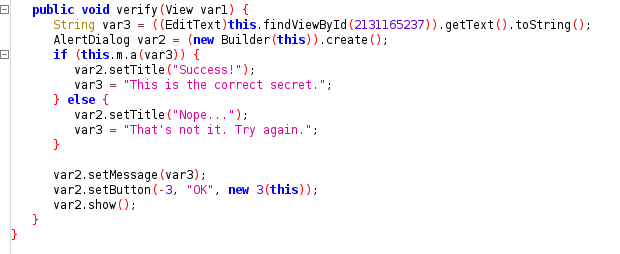 public void verify(View var1) {
String var3 = ((EditText)this.findViewById(2131165237)).getText().toString();
AlertDialog var2 = (new Builder(this)).create();
if (this.m.a(var3)) {
var2.setTitle("Success!");
var3 = "This is the correct secret.";
} else {
var2.setTitle("Nope...");
var3 = "That's not it. Try again.";
}
var2.setMessage(var3);
var2.setButton(-3, "OK", new 3(this));
var2.show();
}
}